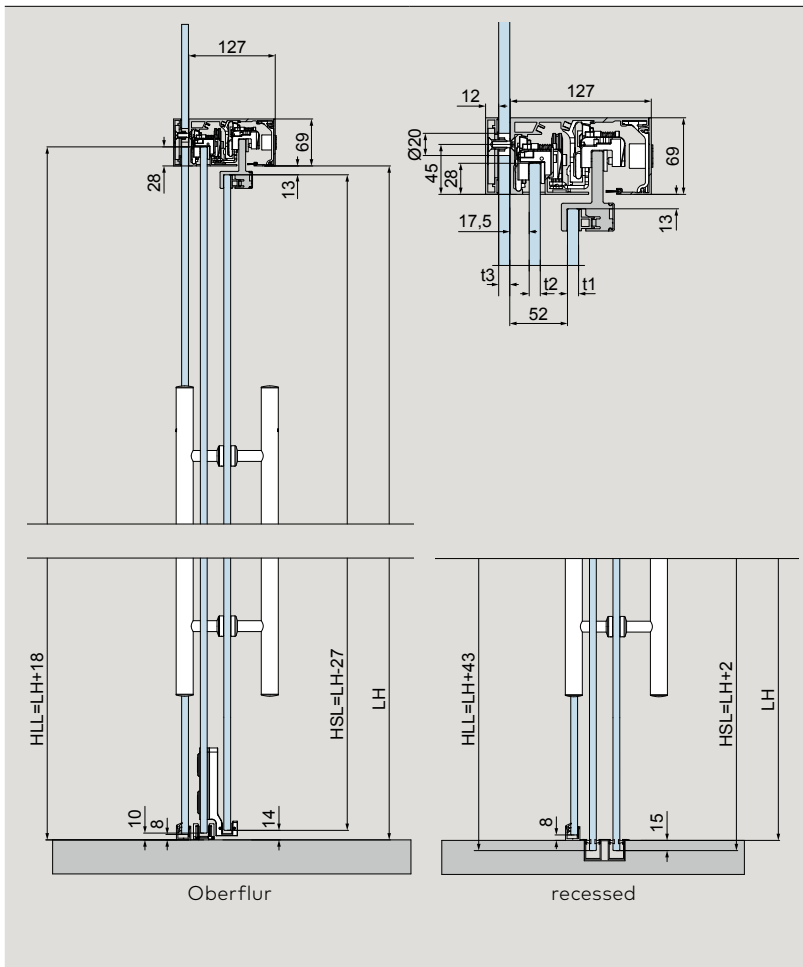 127
69
28
13
12
127
Ø20
45
28
69
13
17,5
t3
t2
t1
52
HLL=LH+18
HSL=LH-27
LH
10
8
14
Oberflur
HLL=LH+43
HSL=LH+2
LH
8
15
recessed